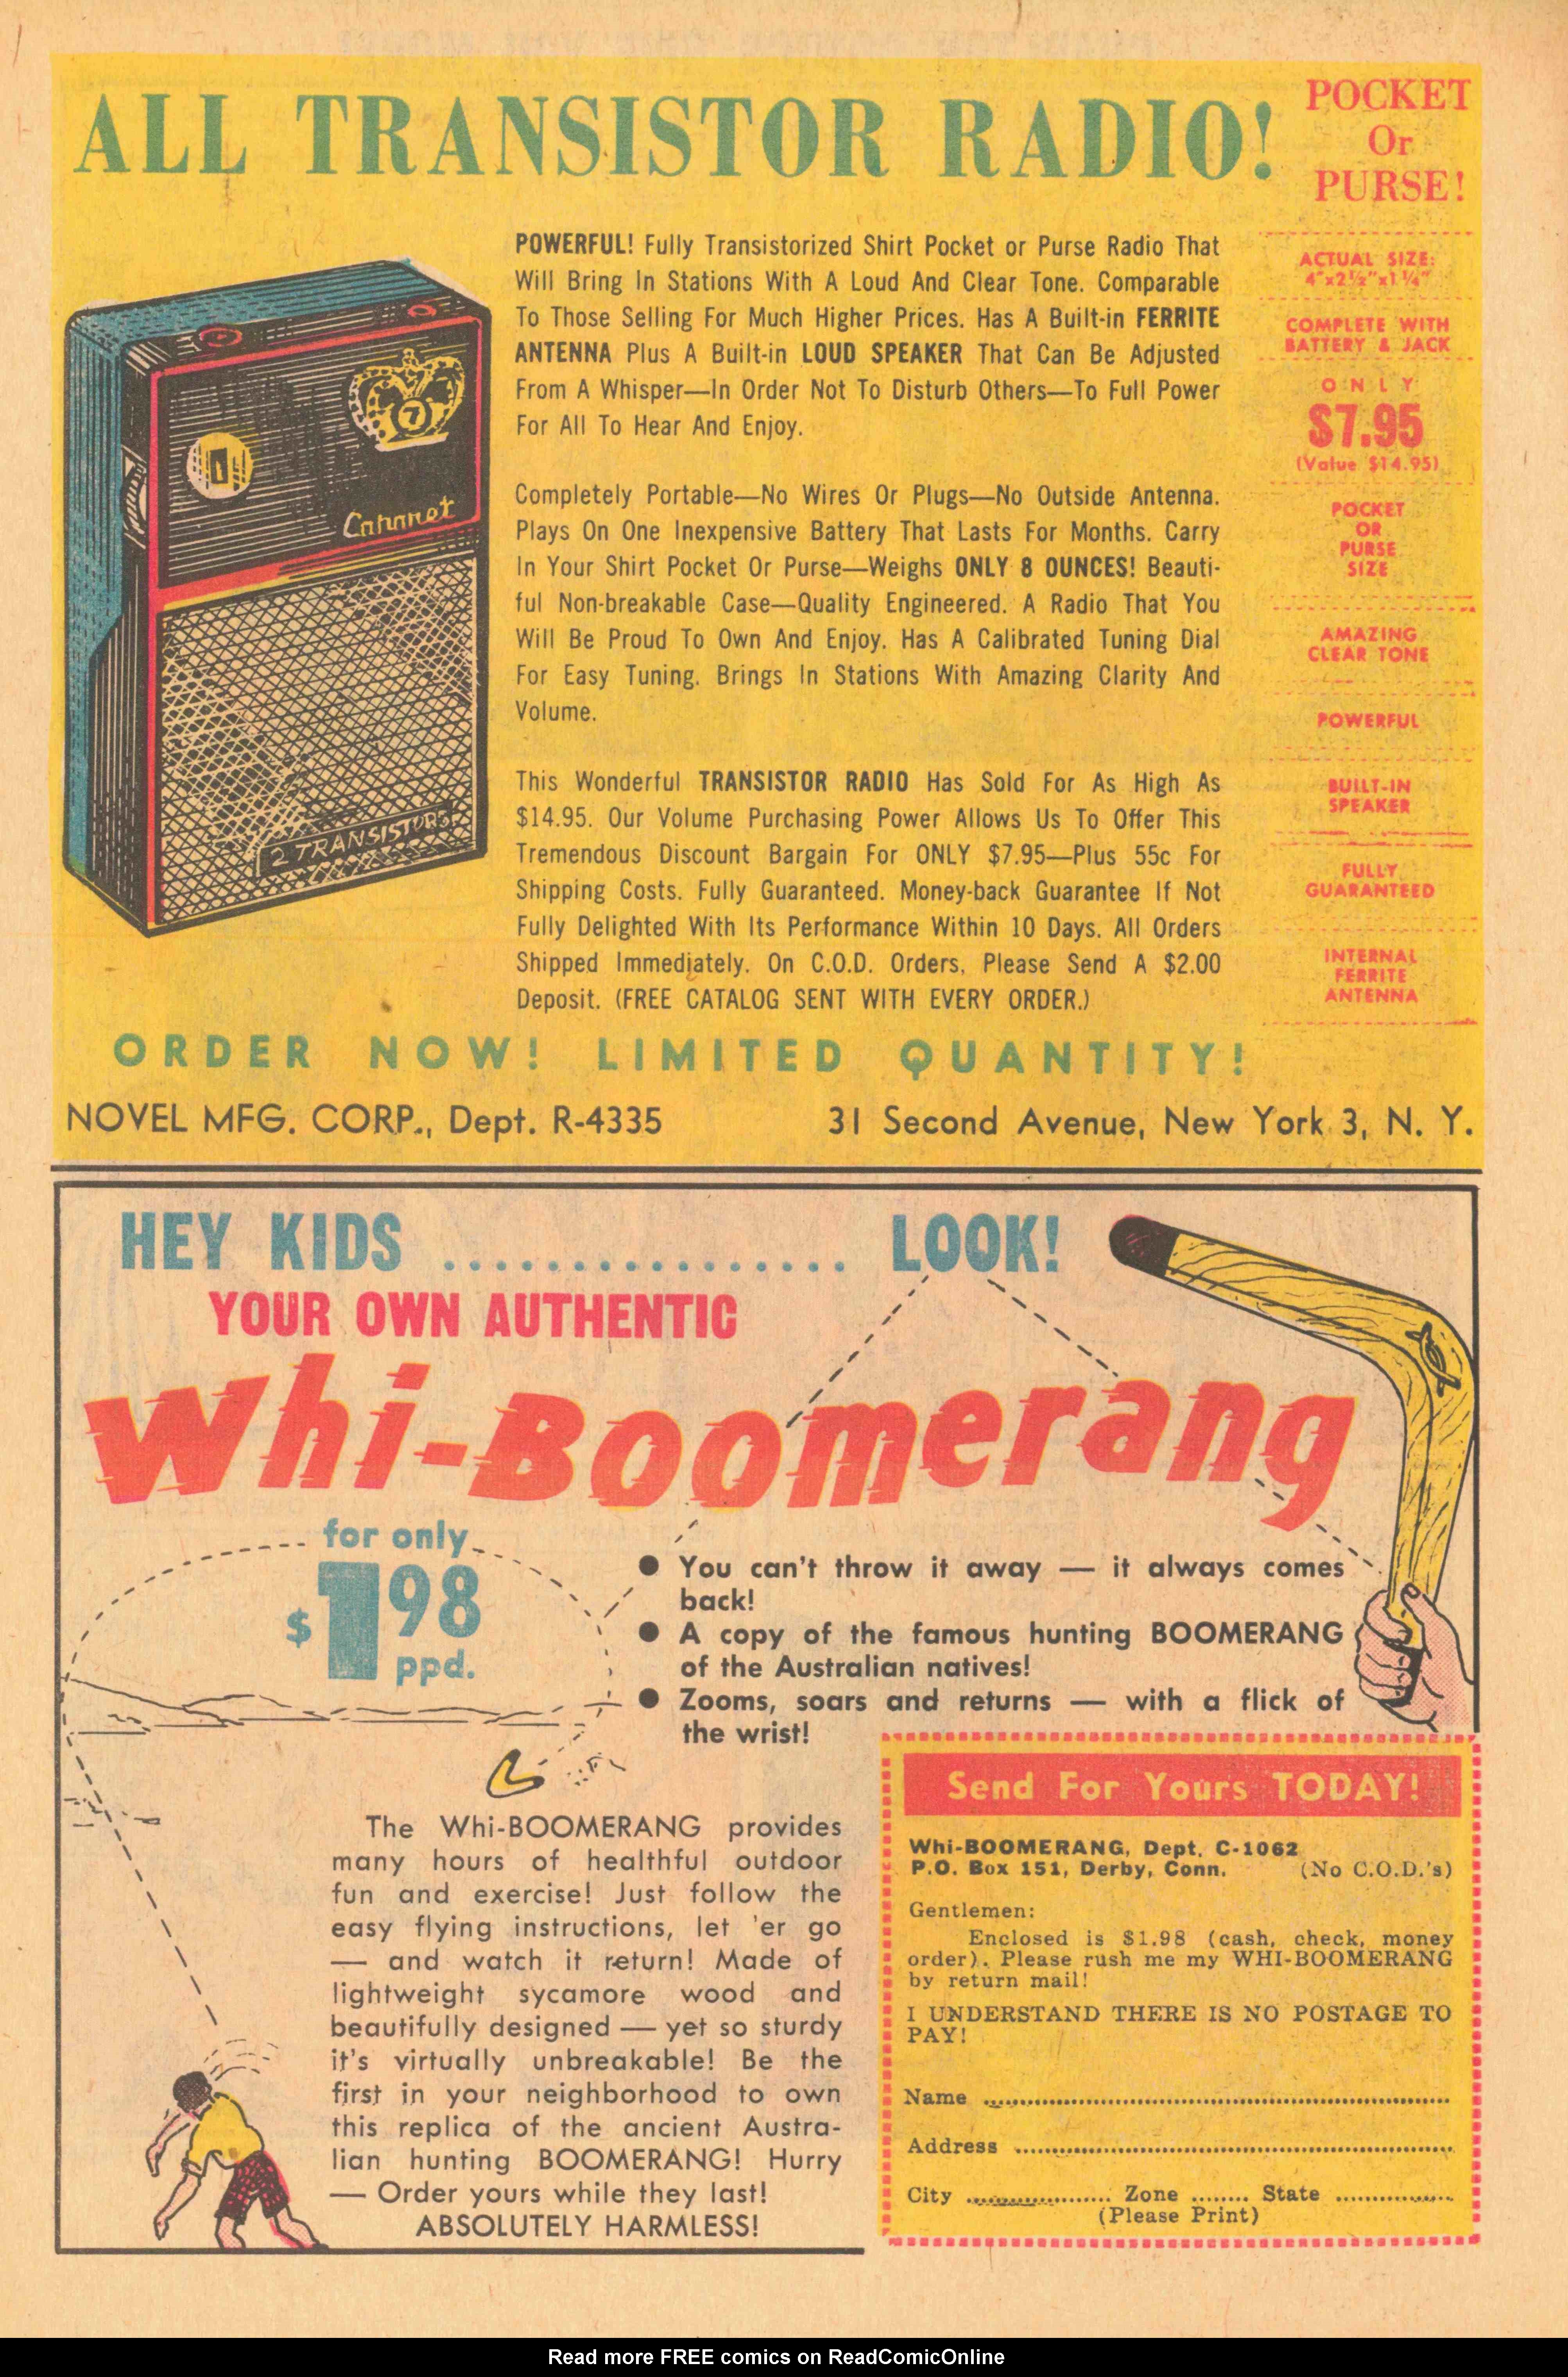 ALL TRANSISTOR RADIO!
POCKET
Or
PURSE!
POWERFUL! Fully Transistorized Shirt Pocket or Purse Radio That
Will Bring In Stations With A Loud And Clear Tone. Comparable
To Those Selling For Much Higher Prices. Has A Built-in FERRITE
ANTENNA Plus A Built-in LOUD SPEAKER That Can Be Adjusted
From A Whisper—In Order Not To Disturb Others—To Full Power
For All To Hear And Enjoy.
Completely Portable—No Wires Or Plugs—No Outside Antenna.
Plays On One Inexpensive Battery That Lasts For Months. Carry
In Your Shirt Pocket Or Purse—Weighs ONLY 8 OUNCES! Beauti-
ful Non-breakable Case—Quality Engineered. A Radio That You
Will Be Proud To Own And Enjoy. Has A Calibrated Tuning Dial
For Easy Tuning. Brings In Stations With Amazing Clarity And
Volume.
This Wonderful TRANSISTOR RADIO Has Sold For As High As
$14.95. Our Volume Purchasing Power Allows Us To Offer This
Tremendous Discount Bargain For ONLY $7.95—Plus 55c For
Shipping Costs. Fully Guaranteed. Money-back Guarantee If Not
Fully Delighted With Its Performance Within 10 Days. All Orders
Shipped Immediately. On C.O.D. Orders, Please Send A $2.00
Deposit. (FREE CATALOG SENT WITH EVERY ORDER.)
7
2 TRANSISTORS
ACTUAL SIZE:
4"x2½"x1¼"
COMPLETE WITH
BATTERY & JACK
ONLY
$7.95
(Value $14.95)
POCKET
OR
PURSE
SIZE
AMAZING
CLEAR TONE
POWERFUL
BUILT-IN
SPEAKER
FULLY
GUARANTEED
INTERNAL
FERRITE
ANTENNA
ORDER NOW! LIMITED QUANTITY!
NOVEL MFG. CORP., Dept. R-4335 31 Second Avenue, New York 3, N. Y.
HEY KIDS ................ LOOK!
YOUR OWN AUTHENTIC
Whi-Boomerang
for only
$1.98
ppd.
● You can't throw it away — it always comes
back!
● A copy of the famous hunting BOOMERANG
of the Australian natives!
● Zooms, soars and returns — with a flick of
the wrist!
The Whi-BOOMERANG provides
many hours of healthful outdoor
fun and exercise! Just follow the
easy flying instructions, let 'er go
— and watch it return! Made of
lightweight sycamore wood and
beautifully designed — yet so sturdy
it's virtually unbreakable! Be the
first in your neighborhood to own
this replica of the ancient Austra-
lian hunting BOOMERANG! Hurry
— Order yours while they last!
ABSOLUTELY HARMLESS!
Send For Yours TODAY!
Whi-BOOMERANG, Dept. C-1062
P.O. Box 151, Derby, Conn. (No C.O.D.'s)
Gentlemen:
Enclosed is $1.98 (cash, check, money
order). Please rush me my WHI-BOOMERANG
by return mail!
I UNDERSTAND THERE IS NO POSTAGE TO
PAY!
Name ........................
Address ........................
City .................. Zone ........ State ...............
(Please Print)
Read more FREE comics on ReadComicOnline